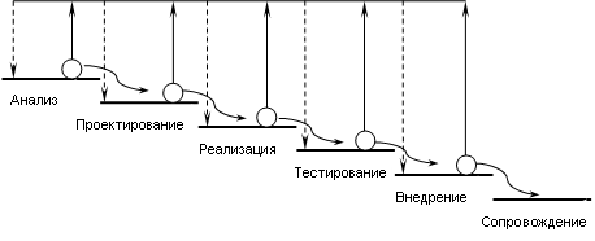 Анализ
Проектирование
Реализация
Тестирование
Внедрение
Сопровождение